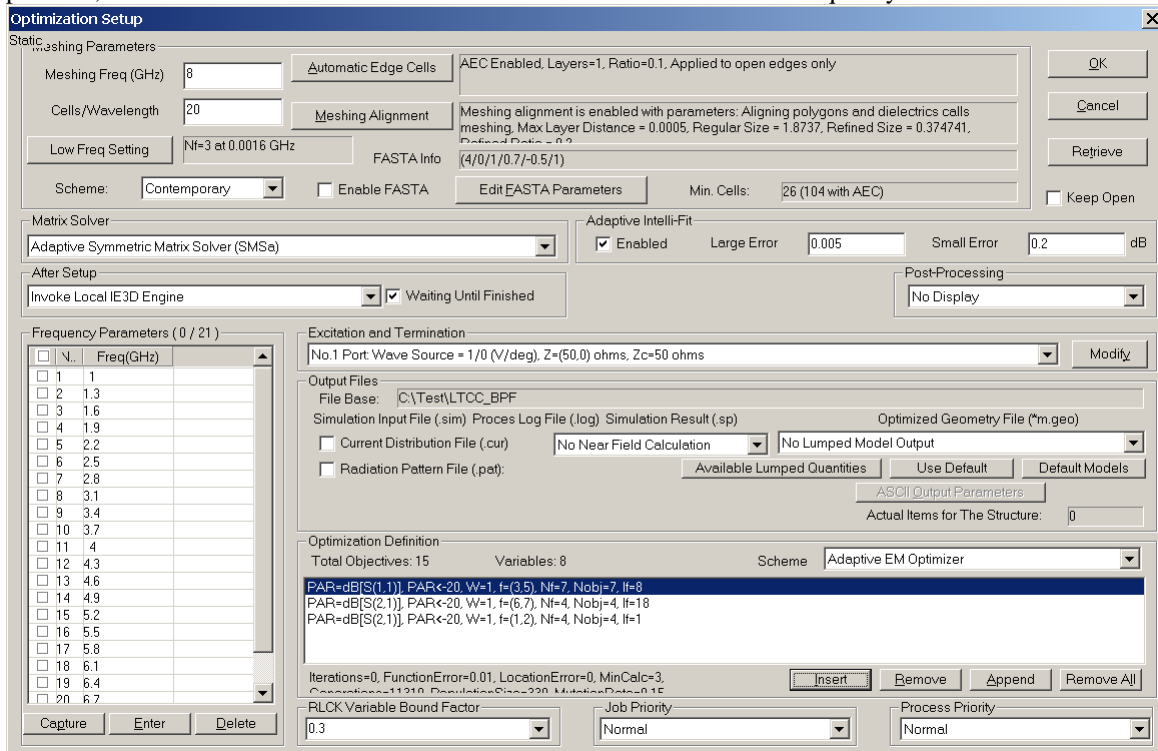 Optimization Setup
Static
Meshing Parameters
Meshing Freq (GHz) 8 Automatic Edge Cells AEC Enabled, Layers=1, Ratio=0.1, Applied to open edges only OK
Cells/Wavelength 20 Meshing Alignment Meshing alignment is enabled with parameters: Aligning polygons and dielectrics calls meshing, Max Layer Distance = 0.0005, Regular Size = 1.8737, Refined Size = 0.374741, Cancel
Low Freq Setting Nf=3 at 0.0016 GHz FASTA Info (4/0/1/0.7/-0.5/1) Retrieve
Scheme: Contemporary Enable FASTA Edit FASTA Parameters Min. Cells: 26 (104 with AEC) Keep Open
Matrix Solver
Adaptive Symmetric Matrix Solver (SMSa)
Adaptive Intelli-Fit
Enabled Large Error 0.005 Small Error 0.2 dB
After Setup
Invoke Local IE3D Engine Waiting Until Finished
Post-Processing
No Display
Frequency Parameters ( 0 / 21 )
N.. Freq(GHz)
1 1
2 1.3
3 1.6
4 1.9
5 2.2
6 2.5
7 2.8
8 3.1
9 3.4
10 3.7
11 4
12 4.3
13 4.6
14 4.9
15 5.2
16 5.5
17 5.8
18 6.1
19 6.4
20 6.7
Capture Enter Delete
Excitation and Termination
No.1 Port Wave Source = 1/0 (V/deg), Z=(50,0) ohms, Zc=50 ohms Modify
Output Files
File Base: C:\Test\LTCC_BPF
Simulation Input File (.sim) Proces Log File (.log) Simulation Result (.sp) Optimized Geometry File (*m.geo)
Current Distribution File (.cur) No Near Field Calculation No Lumped Model Output
Radiation Pattern File (.pat): Available Lumped Quantities Use Default Default Models
ASCII Output Parameters
Actual Items for The Structure: 0
Optimization Definition
Total Objectives: 15 Variables: 8 Scheme Adaptive EM Optimizer
PAR=dB[S(1,1)], PAR<-20, W=1, f=(3,5), Nf=7, Nobj=7, If=8
PAR=dB[S(2,1)], PAR<-20, W=1, f=(6,7), Nf=4, Nobj=4, If=18
PAR=dB[S(2,1)], PAR<-20, W=1, f=(1,2), Nf=4, Nobj=4, If=1
Iterations=0, FunctionError=0.01, LocationError=0, MinCalc=3,
Insert Remove Append Remove All
RLCK Variable Bound Factor
0.3
Job Priority
Normal
Process Priority
Normal